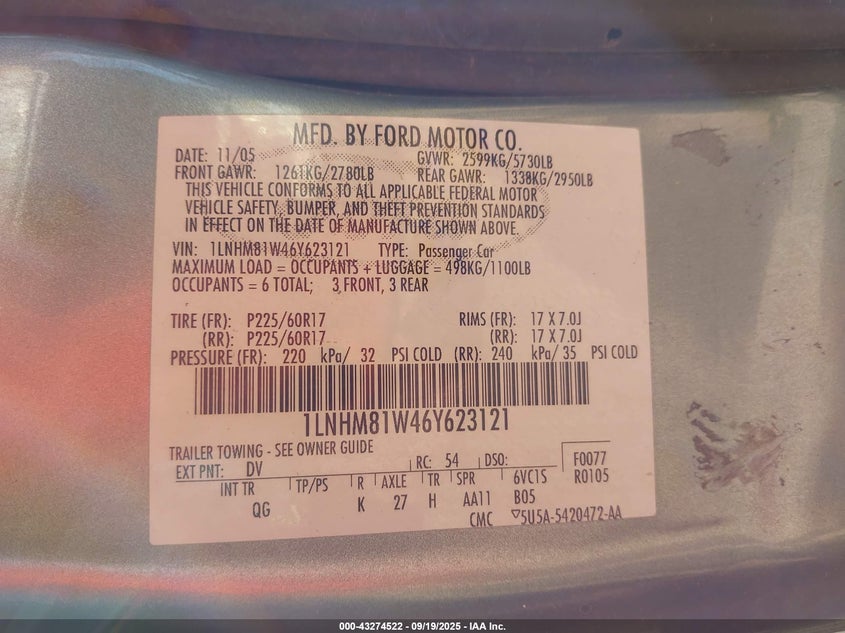 MFD. BY FORD MOTOR CO.
DATE: 11/05 GVWR: 2599KG/5730LB
FRONT GAWR: 1261KG/2780LB REAR GAWR: 1338KG/2950LB
THIS VEHICLE CONFORMS TO ALL APPLICABLE FEDERAL MOTOR
VEHICLE SAFETY, BUMPER, AND THEFT PREVENTION STANDARDS
IN EFFECT ON THE DATE OF MANUFACTURE SHOWN ABOVE.
VIN: 1LNHM81W46Y623121 TYPE: Passenger Car
MAXIMUM LOAD = OCCUPANTS + LUGGAGE = 498KG/1100LB
OCCUPANTS = 6 TOTAL; 3 FRONT, 3 REAR
TIRE (FR): P225/60R17 RIMS (FR): 17 X 7.0J
(RR): P225/60R17 (RR): 17 X 7.0J
PRESSURE (FR): 220 kPa/ 32 PSI COLD (RR): 240 kPa/ 35 PSI COLD
1LNHM81W46Y623121
TRAILER TOWING - SEE OWNER GUIDE
EXT PNT: DV RC: 54 DSO: F0077
INT TR TP/PS R AXLE TR SPR 6VC1S R0105
QG K 27 H AA11 B05
CMC ▽5U5A-5420472-AA
000-43274522 - 09/19/2025 - IAA Inc.